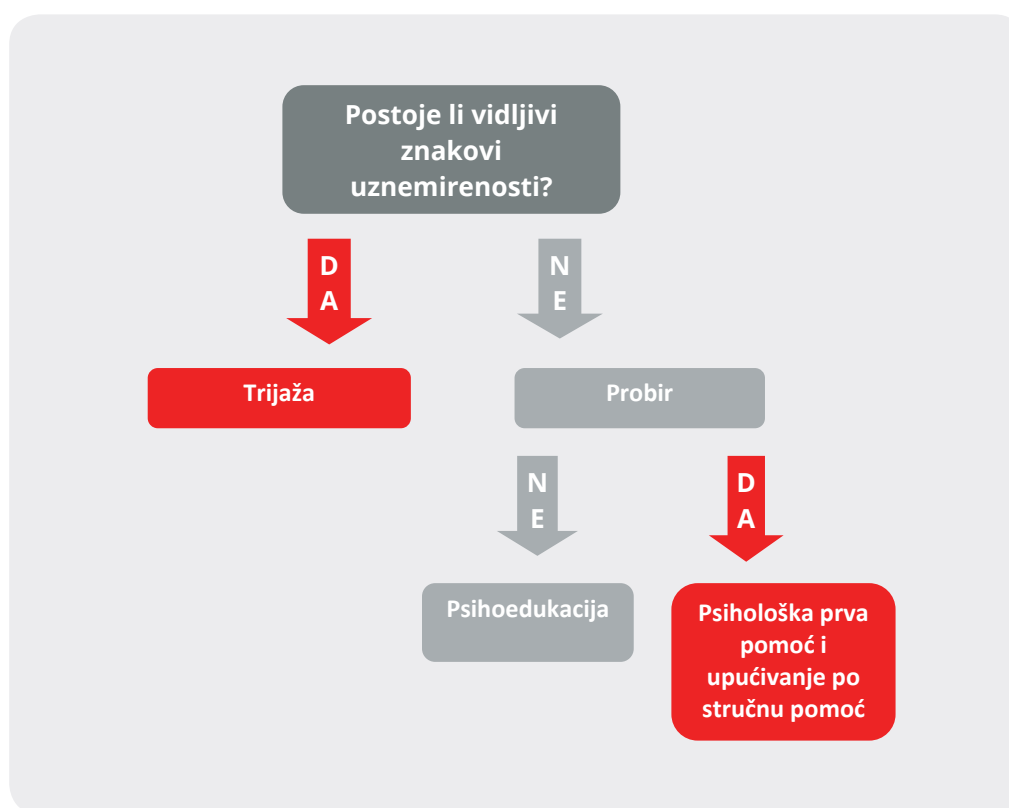 Postoje li vidljivi
znakovi
uznemirenosti?
D
A
N
E
Trijaža
Probir
N
E
D
A
Psihoedukacija
Psihološka prva
pomoć i
upućivanje po
stručnu pomoć